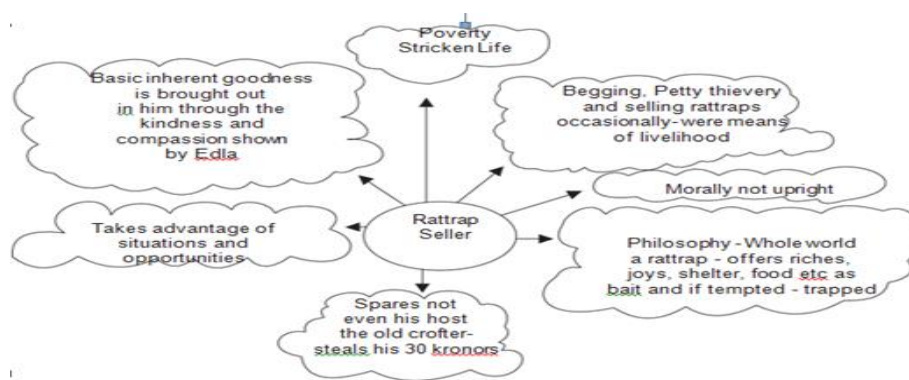 Poverty
Stricken Life
Basic inherent goodness
is brought out
in him through the
kindness and
compassion shown
by Edla
Begging, Petty thievery
and selling rattraps
occasionally-were means
of livelihood
Morally not upright
Rattrap
Seller
Takes advantage of
situations and
opportunities
Philosophy - Whole world
a rattrap - offers riches,
joys, shelter, food etc as
bait and if tempted - trapped
Spares not
even his host
the old crofter-
steals his 30 kronors